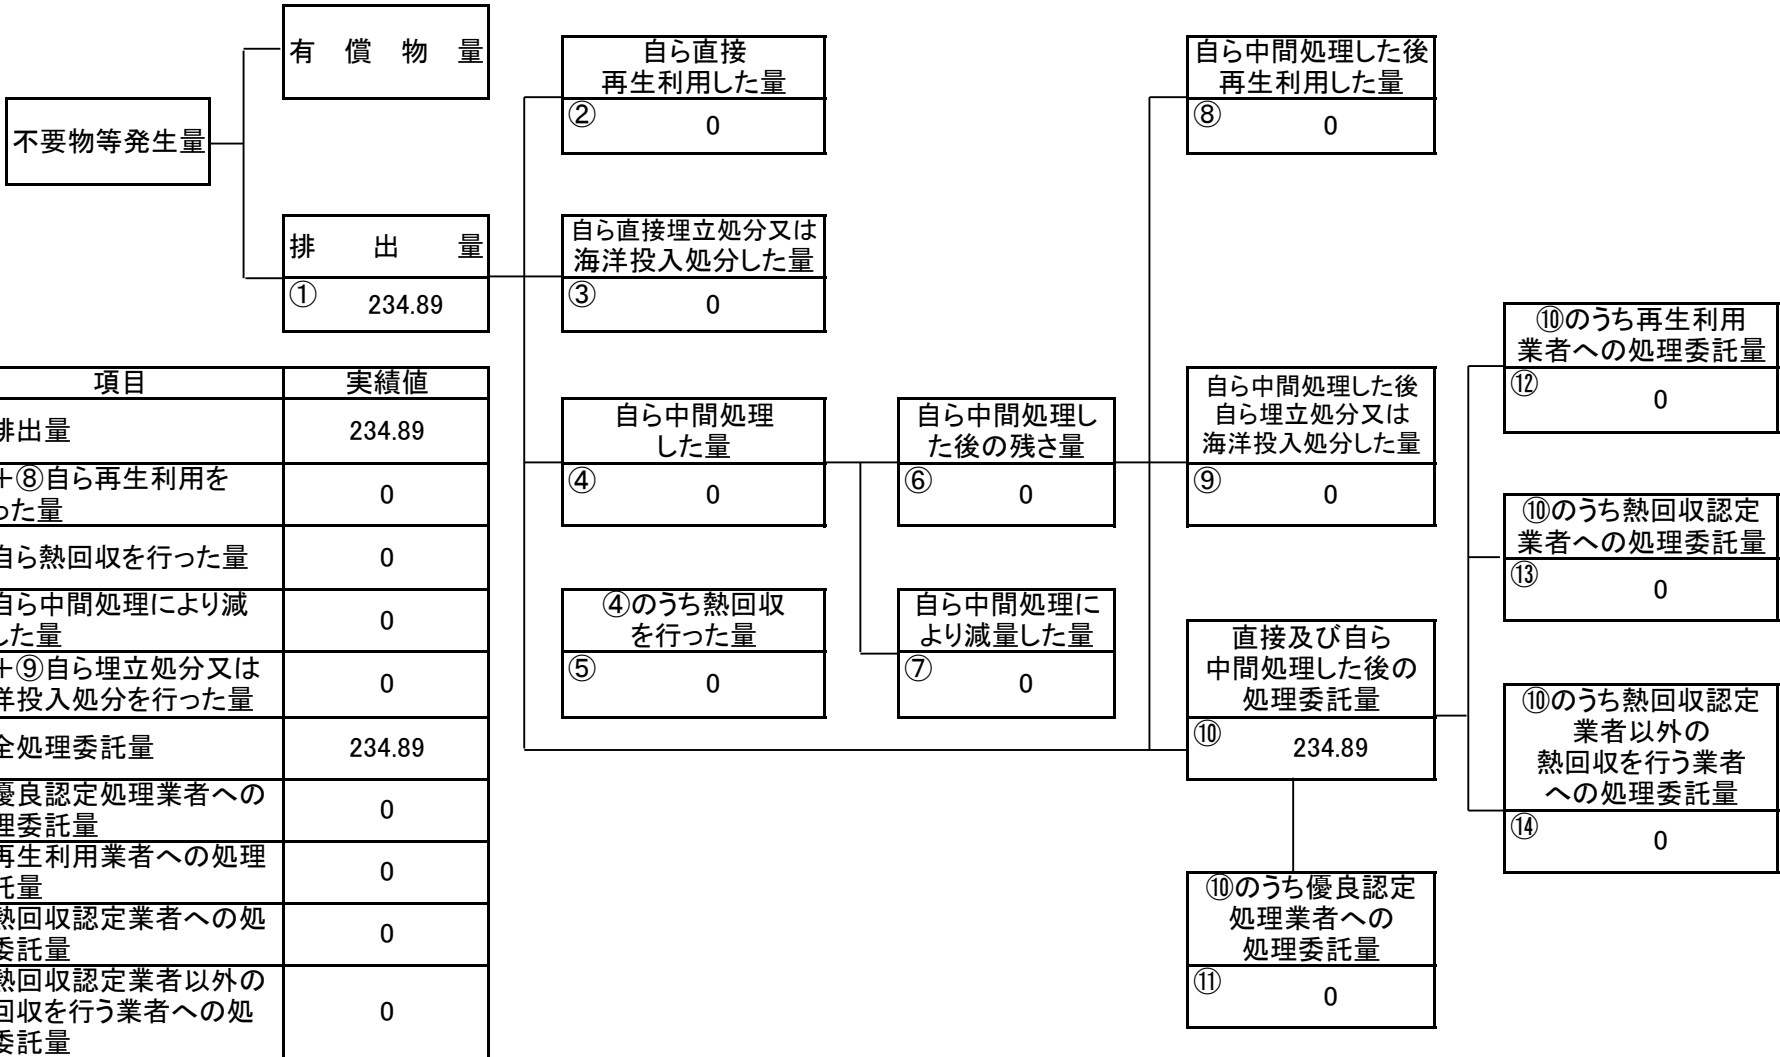 有償物量
不要物等発生量
排出量
① 234.89
自ら直接
再生利用した量
② 0
自ら直接埋立処分又は
海洋投入処分した量
③ 0
自ら中間処理
した量
④ 0
④のうち熱回収
を行った量
⑤ 0
自ら中間処理し
た後の残さ量
⑥ 0
自ら中間処理に
より減量した量
⑦ 0
自ら中間処理した後
再生利用した量
⑧ 0
自ら中間処理した後
自ら埋立処分又は
海洋投入処分した量
⑨ 0
直接及び自ら
中間処理した後の
処理委託量
⑩ 234.89
⑩のうち優良認定
処理業者への
処理委託量
⑪ 0
⑩のうち再生利用
業者への処理委託量
⑫ 0
⑩のうち熱回収認定
業者への処理委託量
⑬ 0
⑩のうち熱回収認定
業者以外の
熱回収を行う業者
への処理委託量
⑭ 0
項目 実績値
排出量 234.89
+⑧自ら再生利用を
った量 0
自ら熱回収を行った量 0
自ら中間処理により減
した量 0
+⑨自ら埋立処分又は
洋投入処分を行った量 0
全処理委託量 234.89
優良認定処理業者への
理委託量 0
再生利用業者への処理
託量 0
熱回収認定業者への処
委託量 0
熱回収認定業者以外の
回収を行う業者への処
委託量 0